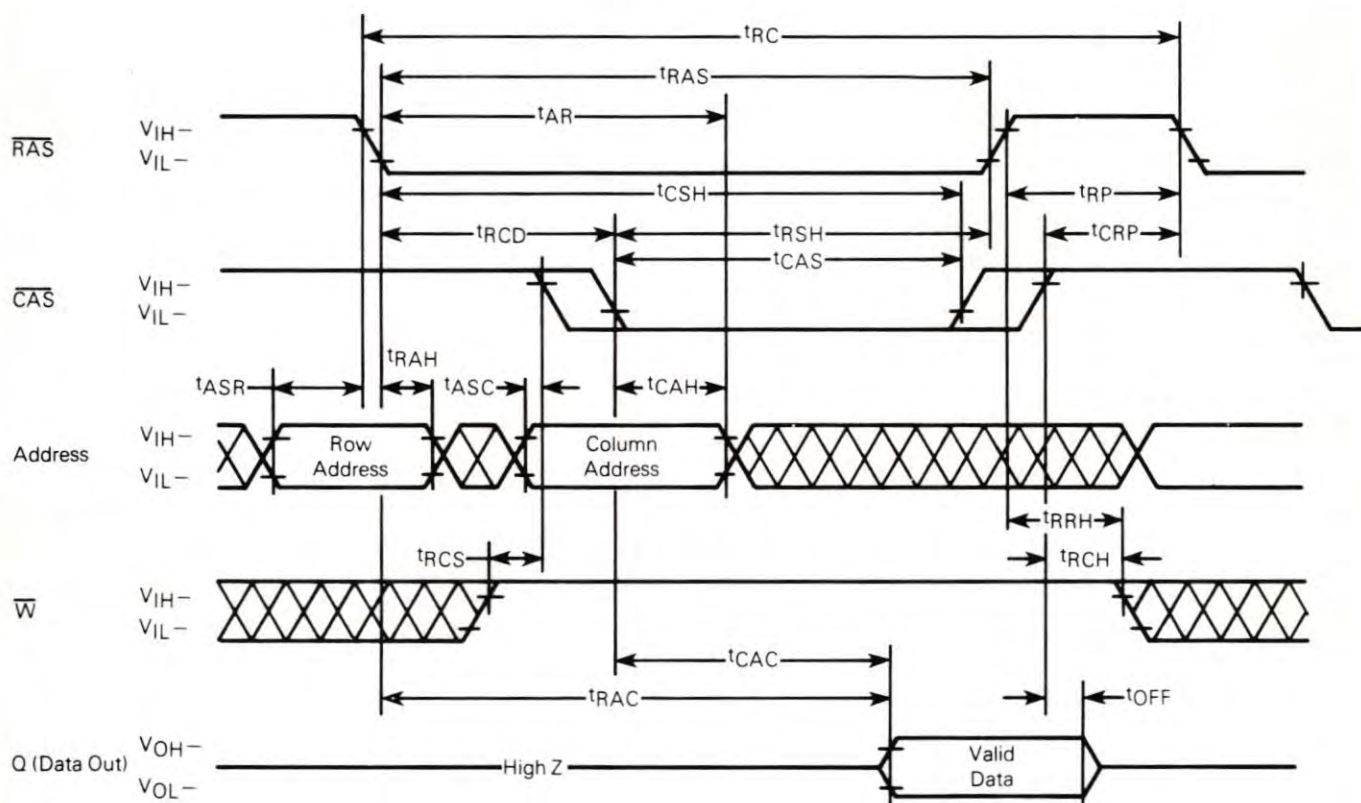 tRC
tRAS
tAR
RAS
VIH–
VIL–
tCSH
tRP
tRCD
tRSH
tCRP
tCAS
CAS
VIH–
VIL–
tRAH
tASR
tASC
tCAH
Address
VIH–
VIL–
Row
Address
Column
Address
tRRH
tRCS
tRCH
W
VIH–
VIL–
tCAC
tRAC
tOFF
Q (Data Out)
VOH–
VOL–
High Z
Valid
Data